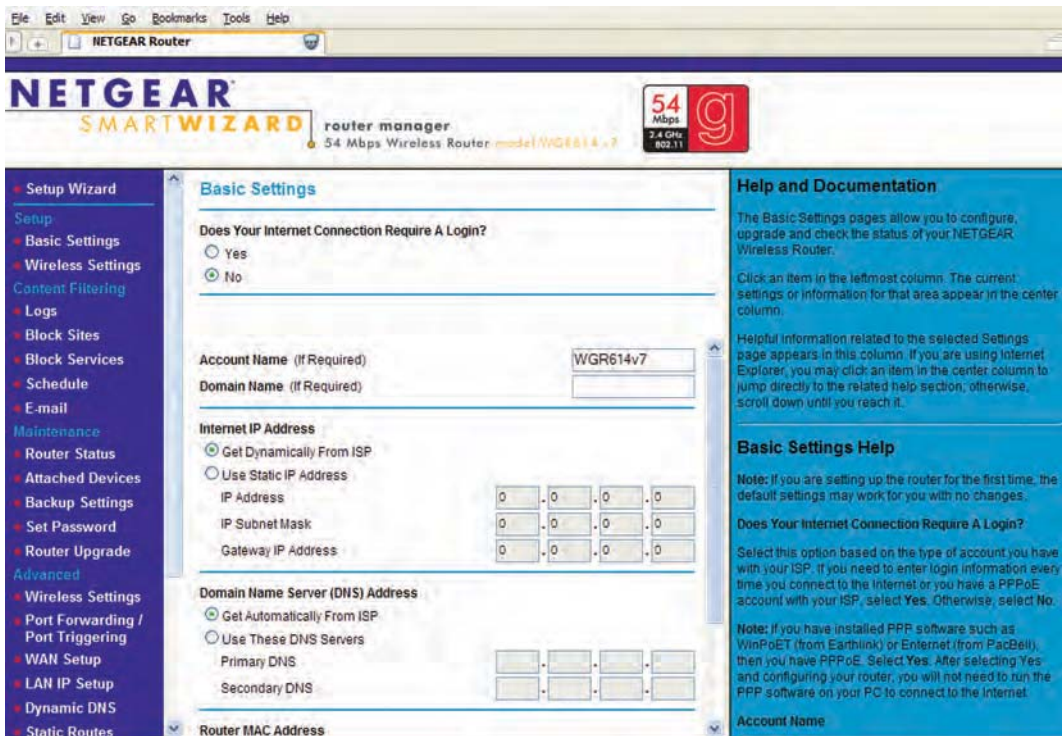 File Edit View Go Bookmarks Tools Help
NETGEAR Router
NETGEAR
SMARTWIZARD router manager
54 Mbps Wireless Router model WGR614 v7
54
Mbps
2.4 GHz
802.11
g
Setup Wizard
Setup
Basic Settings
Wireless Settings
Content Filtering
Logs
Block Sites
Block Services
Schedule
E-mail
Maintenance
Router Status
Attached Devices
Backup Settings
Set Password
Router Upgrade
Advanced
Wireless Settings
Port Forwarding /
Port Triggering
WAN Setup
LAN IP Setup
Dynamic DNS
Static Routes
Basic Settings
Does Your Internet Connection Require A Login?
Yes
No
Account Name (If Required) WGR614v7
Domain Name (If Required)
Internet IP Address
Get Dynamically From ISP
Use Static IP Address
IP Address 0 . 0 . 0 . 0
IP Subnet Mask 0 . 0 . 0 . 0
Gateway IP Address 0 . 0 . 0 . 0
Domain Name Server (DNS) Address
Get Automatically From ISP
Use These DNS Servers
Primary DNS . . .
Secondary DNS . . .
Router MAC Address
Help and Documentation
The Basic Settings pages allow you to configure,
upgrade and check the status of your NETGEAR
Wireless Router.
Click an item in the leftmost column. The current
settings or information for that area appear in the center
column.
Helpful information related to the selected Settings
page appears in this column. If you are using Internet
Explorer, you may click an item in the center column to
jump directly to the related help section; otherwise,
scroll down until you reach it.
Basic Settings Help
Note: If you are setting up the router for the first time, the
default settings may work for you with no changes.
Does Your Internet Connection Require A Login?
Select this option based on the type of account you have
with your ISP. If you need to enter login information every
time you connect to the Internet or you have a PPPoE
account with your ISP, select Yes. Otherwise, select No.
Note: If you have installed PPP software such as
WinPoET (from Earthlink) or Enternet (from PacBell),
then you have PPPoE. Select Yes. After selecting Yes
and configuring your router, you will not need to run the
PPP software on your PC to connect to the Internet.
Account Name